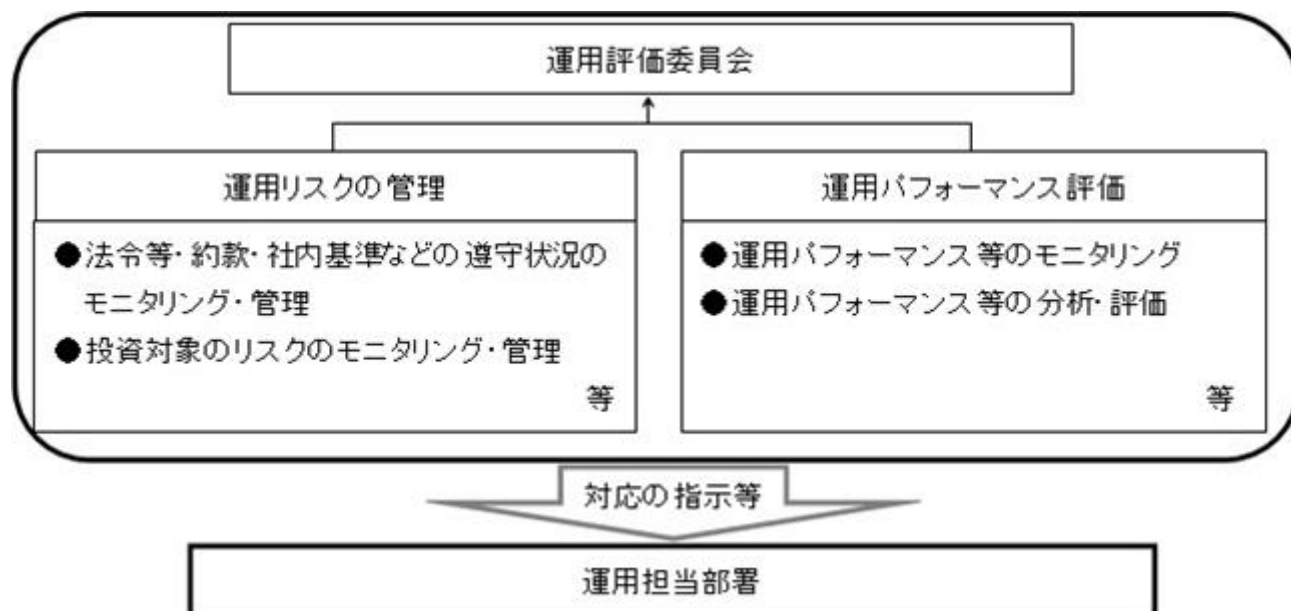 運用評価委員会
運用リスクの管理
●法令等・約款・社内基準などの遵守状況の
モニタリング・管理
●投資対象のリスクのモニタリング・管理
等
運用パフォーマンス評価
●運用パフォーマンス等のモニタリング
●運用パフォーマンス等の分析・評価
等
対応の指示等
運用担当部署